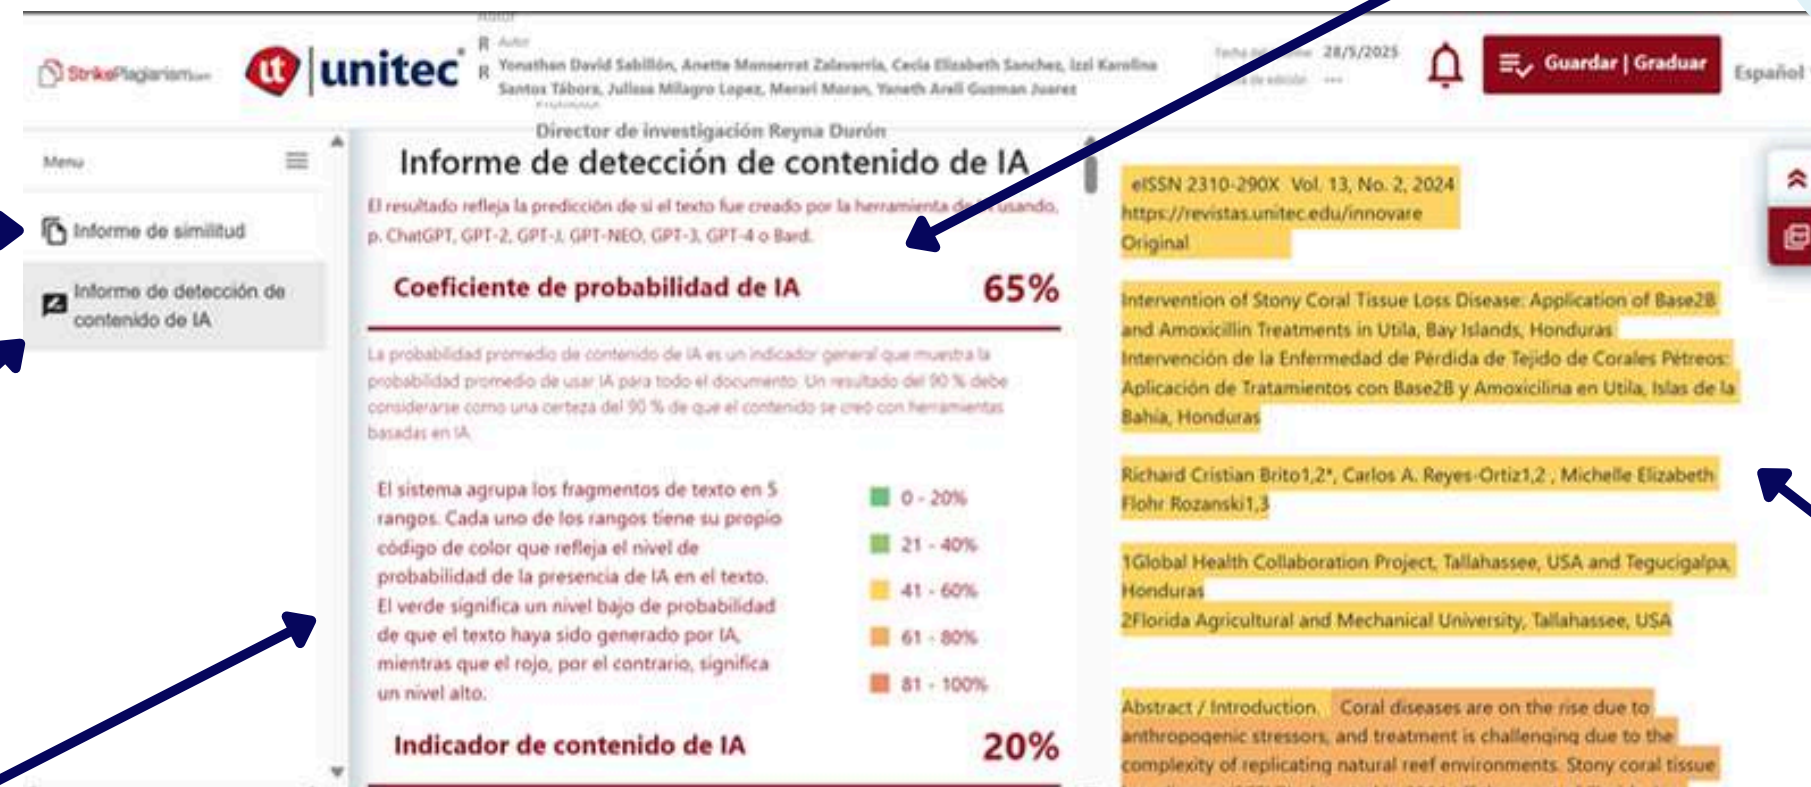 StrikePlagiarism.com
unitec
Autor
R Autor
R Yonathan David Sabillón, Anette Monserrat Zalavarria, Cecia Elizabeth Sanchez, Izzi Karolina
Santos Tábora, Julissa Milagro Lopez, Merari Moran, Yaneth Areli Guzman Juarez
Director de investigación Reyna Durón
28/5/2025
---
Guardar | Graduar
Español
Menu
Informe de similitud
Informe de detección de
contenido de IA
Informe de detección de contenido de IA
El resultado refleja la predicción de si el texto fue creado por la herramienta de IA usando,
p. ChatGPT, GPT-2, GPT-J, GPT-NEO, GPT-3, GPT-4 o Bard.
Coeficiente de probabilidad de IA 65%
La probabilidad promedio de contenido de IA es un indicador general que muestra la
probabilidad promedio de usar IA para todo el documento. Un resultado del 90 % debe
considerarse como una certeza del 90 % de que el contenido se creó con herramientas
basadas en IA.
El sistema agrupa los fragmentos de texto en 5
rangos. Cada uno de los rangos tiene su propio
código de color que refleja el nivel de
probabilidad de la presencia de IA en el texto.
El verde significa un nivel bajo de probabilidad
de que el texto haya sido generado por IA,
mientras que el rojo, por el contrario, significa
un nivel alto.
0 - 20%
21 - 40%
41 - 60%
61 - 80%
81 - 100%
Indicador de contenido de IA 20%
eISSN 2310-290X Vol. 13, No. 2, 2024
https://revistas.unitec.edu/innovare
Original
Intervention of Stony Coral Tissue Loss Disease: Application of Base2B
and Amoxicillin Treatments in Utila, Bay Islands, Honduras
Intervención de la Enfermedad de Pérdida de Tejido de Corales Pétreos:
Aplicación de Tratamientos con Base2B y Amoxicilina en Utila, Islas de la
Bahía, Honduras
Richard Cristian Brito1,2*, Carlos A. Reyes-Ortiz1,2 , Michelle Elizabeth
Flohr Rozanski1,3
1Global Health Collaboration Project, Tallahassee, USA and Tegucigalpa,
Honduras
2Florida Agricultural and Mechanical University, Tallahassee, USA
Abstract / Introduction. Coral diseases are on the rise due to
anthropogenic stressors, and treatment is challenging due to the
complexity of replicating natural reef environments. Stony coral tissue